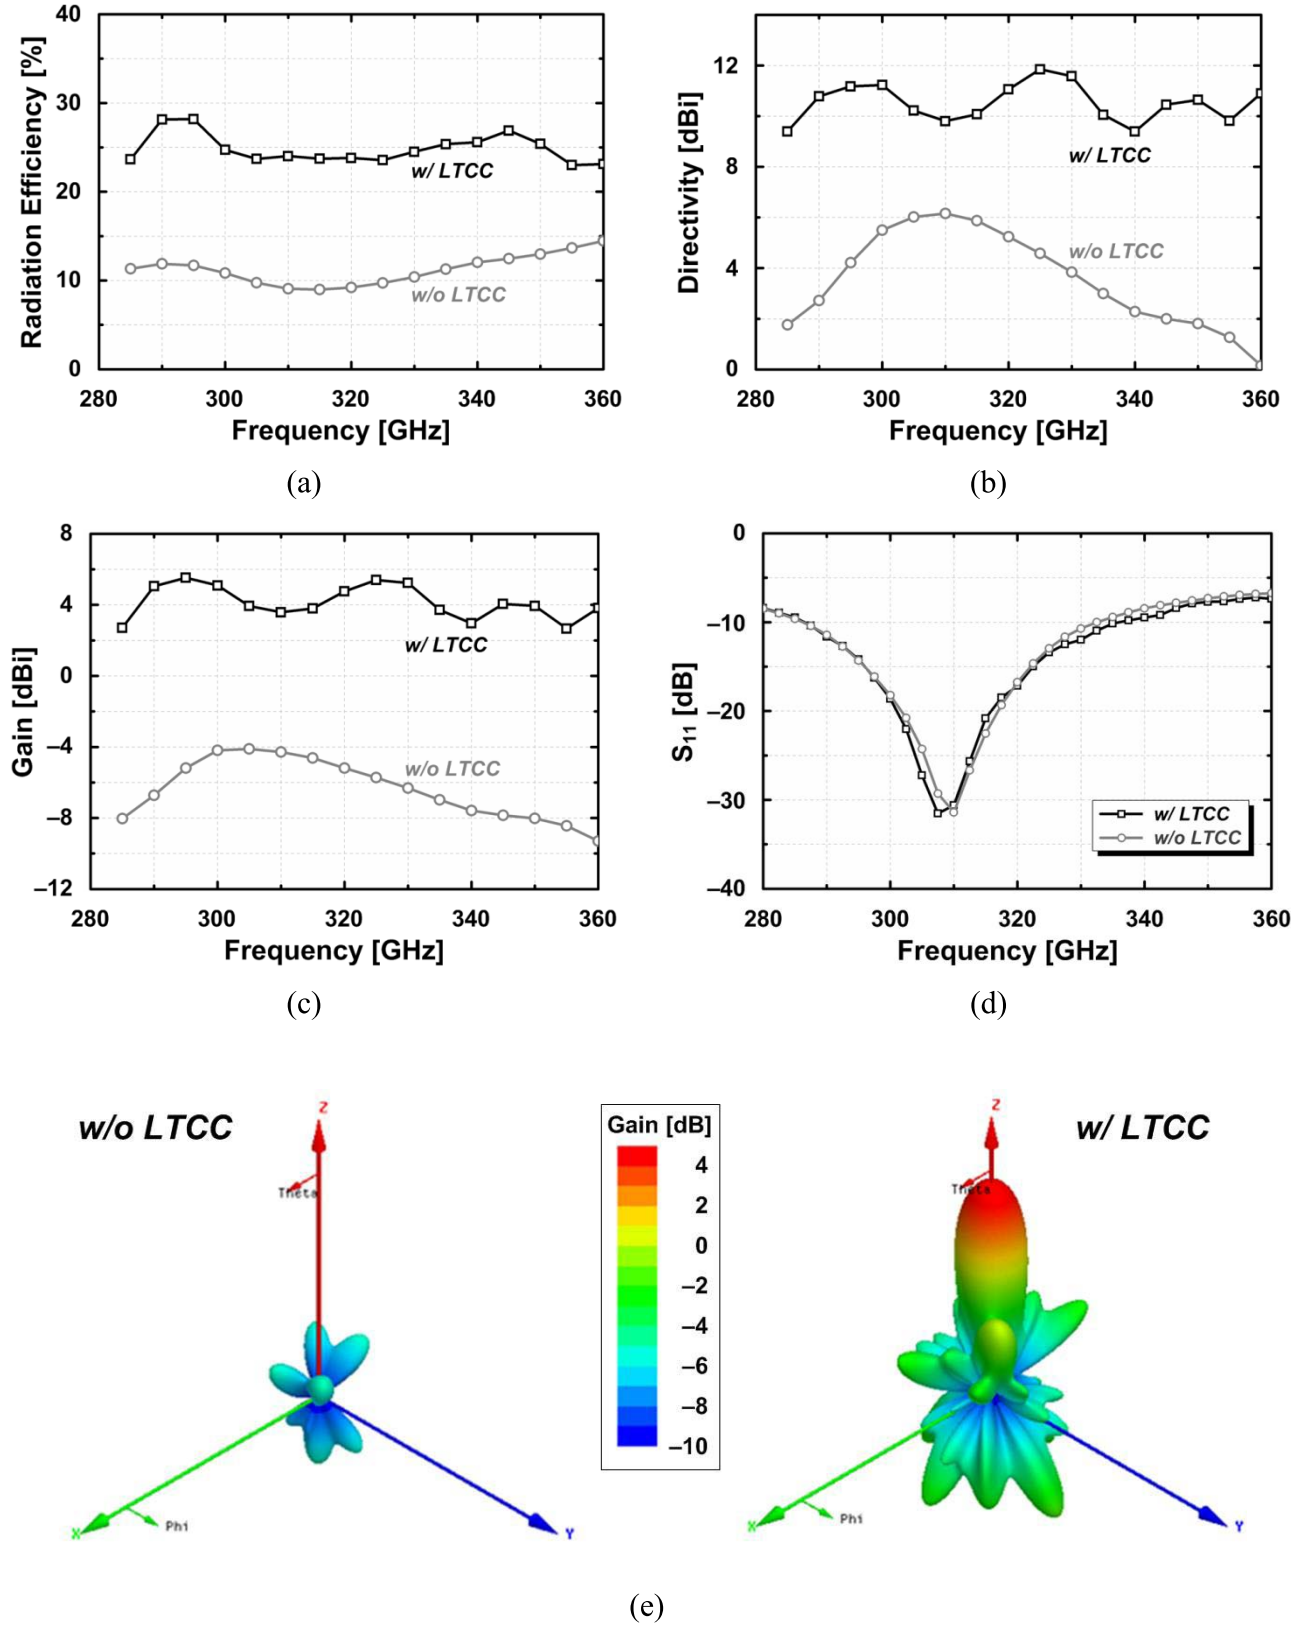 Radiation Efficiency [%]
40
30
20
10
0
w/ LTCC
w/o LTCC
280 300 320 340 360
Frequency [GHz]
(a)
Directivity [dBi]
12
8
4
0
w/ LTCC
w/o LTCC
280 300 320 340 360
Frequency [GHz]
(b)
Gain [dBi]
8
4
0
–4
–8
–12
w/ LTCC
w/o LTCC
280 300 320 340 360
Frequency [GHz]
(c)
S₁₁ [dB]
0
–10
–20
–30
–40
w/ LTCC
w/o LTCC
280 300 320 340 360
Frequency [GHz]
(d)
w/o LTCC
Z
Theta
X
Phi
Y
Gain [dB]
4
2
0
–2
–4
–6
–8
–10
w/ LTCC
Z
Theta
X
Phi
Y
(e)